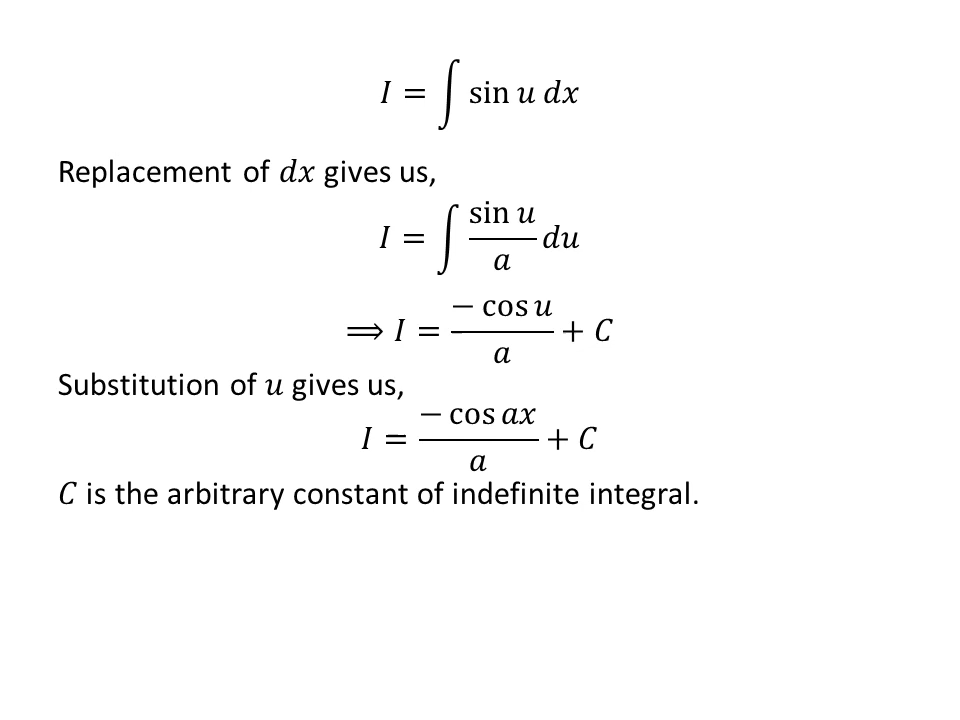 𝐼 = ∫ sin 𝑢 𝑑𝑥
Replacement of 𝑑𝑥 gives us,
𝐼 = ∫ (sin 𝑢)/𝑎 𝑑𝑢
⟹ 𝐼 = (− cos 𝑢)/𝑎 + 𝐶
Substitution of 𝑢 gives us,
𝐼 = (− cos 𝑎𝑥)/𝑎 + 𝐶
𝐶 is the arbitrary constant of indefinite integral.